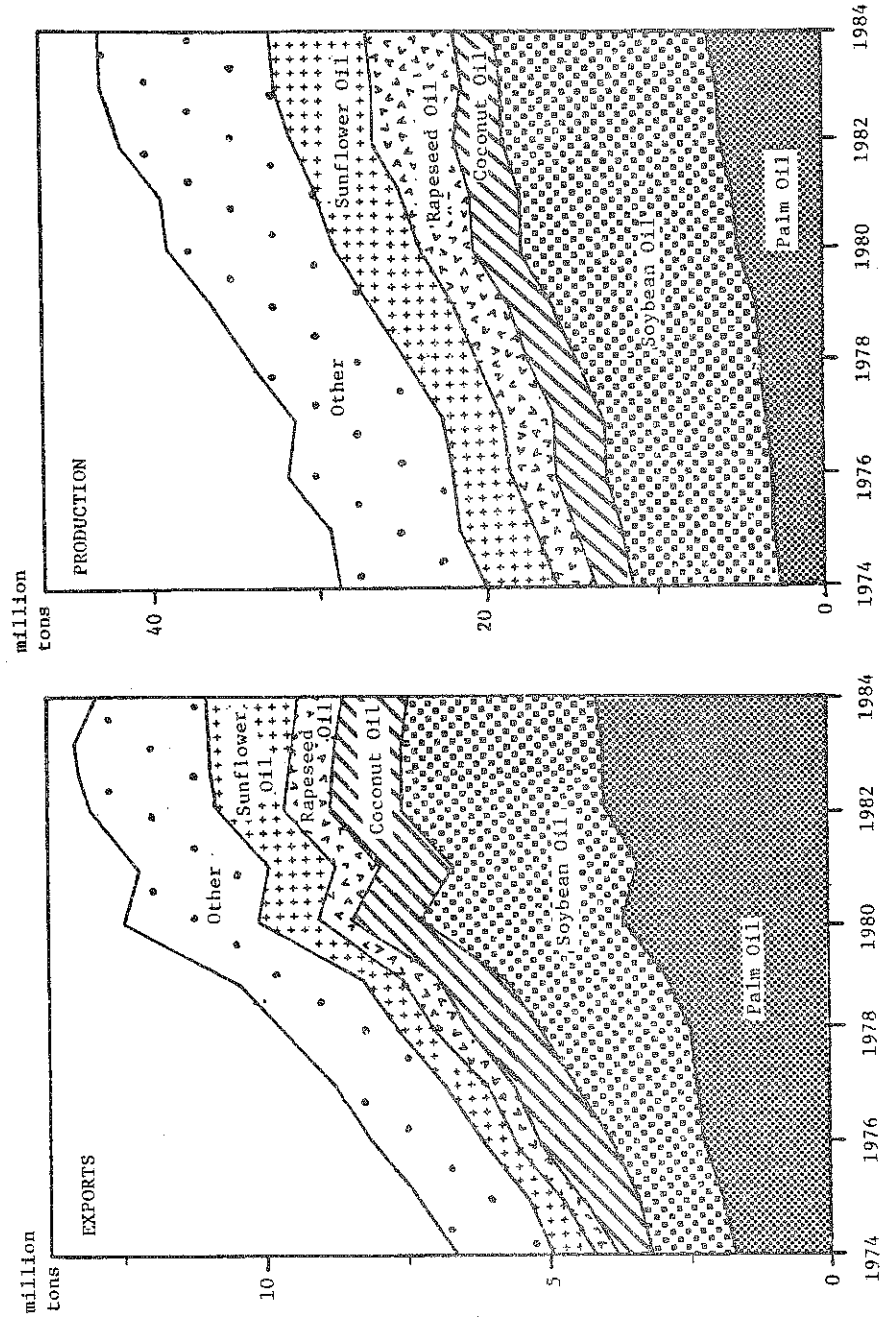 million
tons
EXPORTS
10
5
0
Other
Sunflower
Oil
Rapeseed
Oil
Coconut Oil
Soybean Oil
Palm Oil
1974
1976
1978
1980
1982
1984
million
tons
PRODUCTION
40
20
0
Other
Sunflower Oil
Rapeseed Oil
Coconut Oil
Soybean Oil
Palm Oil
1974
1976
1978
1980
1982
1984